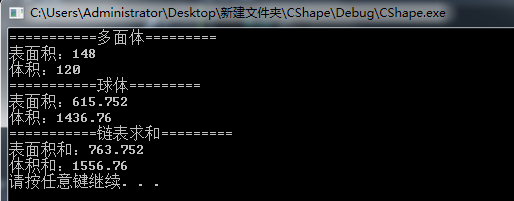 C:\Users\Administrator\Desktop\新建文件夹\CShape\Debug\CShape.exe
===========多面体=========
表面积：148
体积：120
===========球体=========
表面积：615.752
体积：1436.76
===========链表求和=========
表面积和：763.752
体积和：1556.76
请按任意键继续. . .